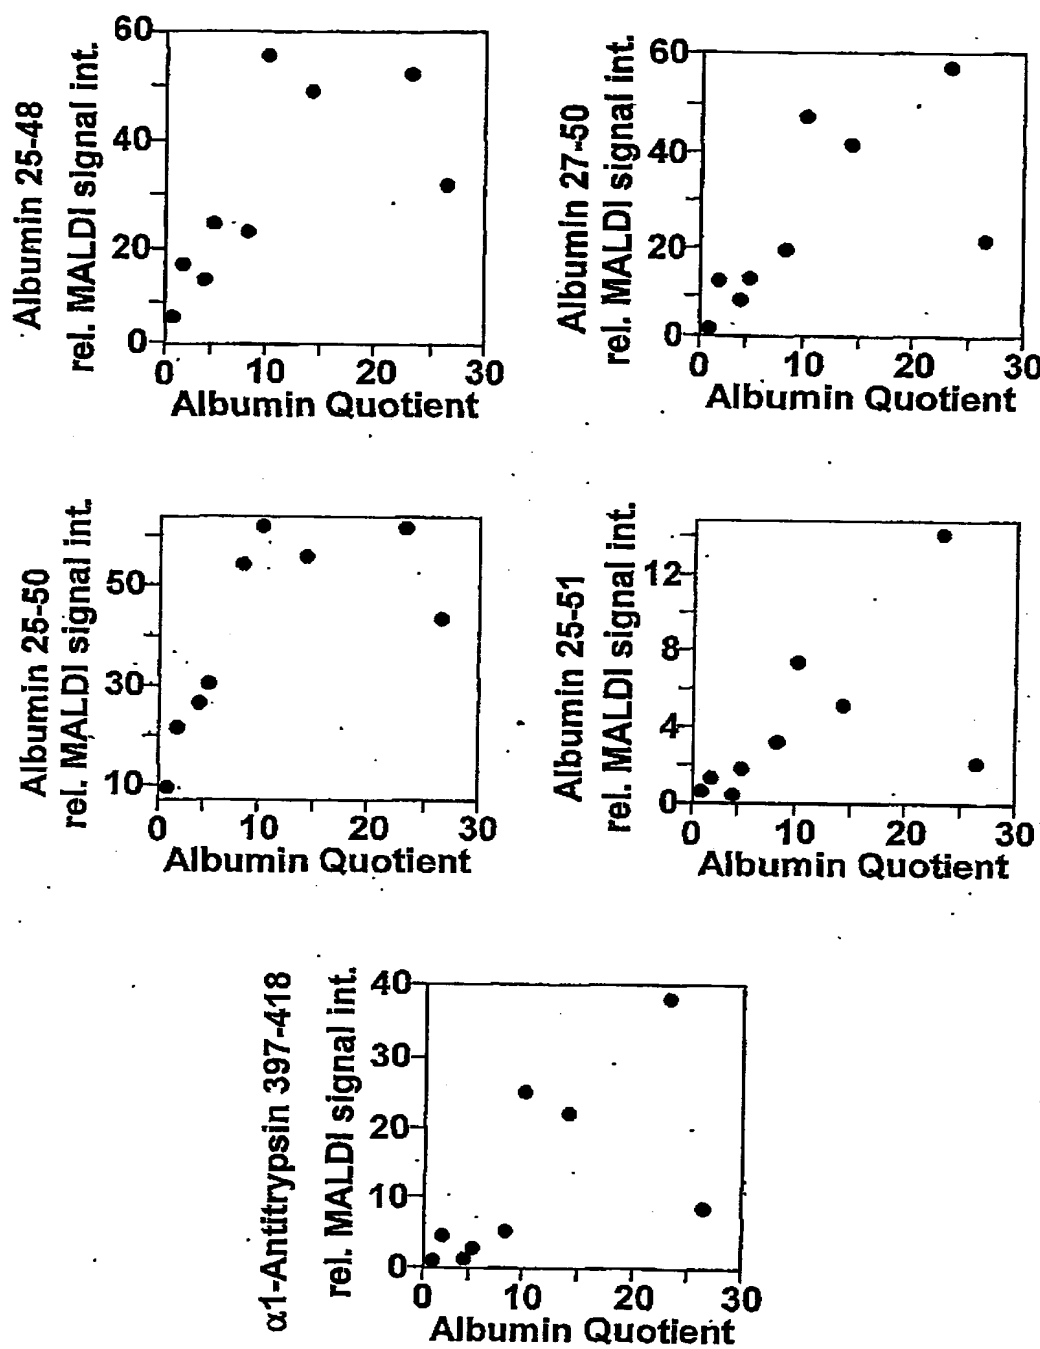 Albumin 25-48
rel. MALDI signal int.
60
40
20
0
0 10 20 30
Albumin Quotient
Albumin 27-50
rel. MALDI signal int.
60
40
20
0
0 10 20 30
Albumin Quotient
Albumin 25-50
rel. MALDI signal int.
50
30
10
0 10 20 30
Albumin Quotient
Albumin 25-51
rel. MALDI signal int.
12
8
4
0
0 10 20 30
Albumin Quotient
α1-Antitrypsin 397-418
rel. MALDI signal int.
40
30
20
10
0
0 10 20 30
Albumin Quotient